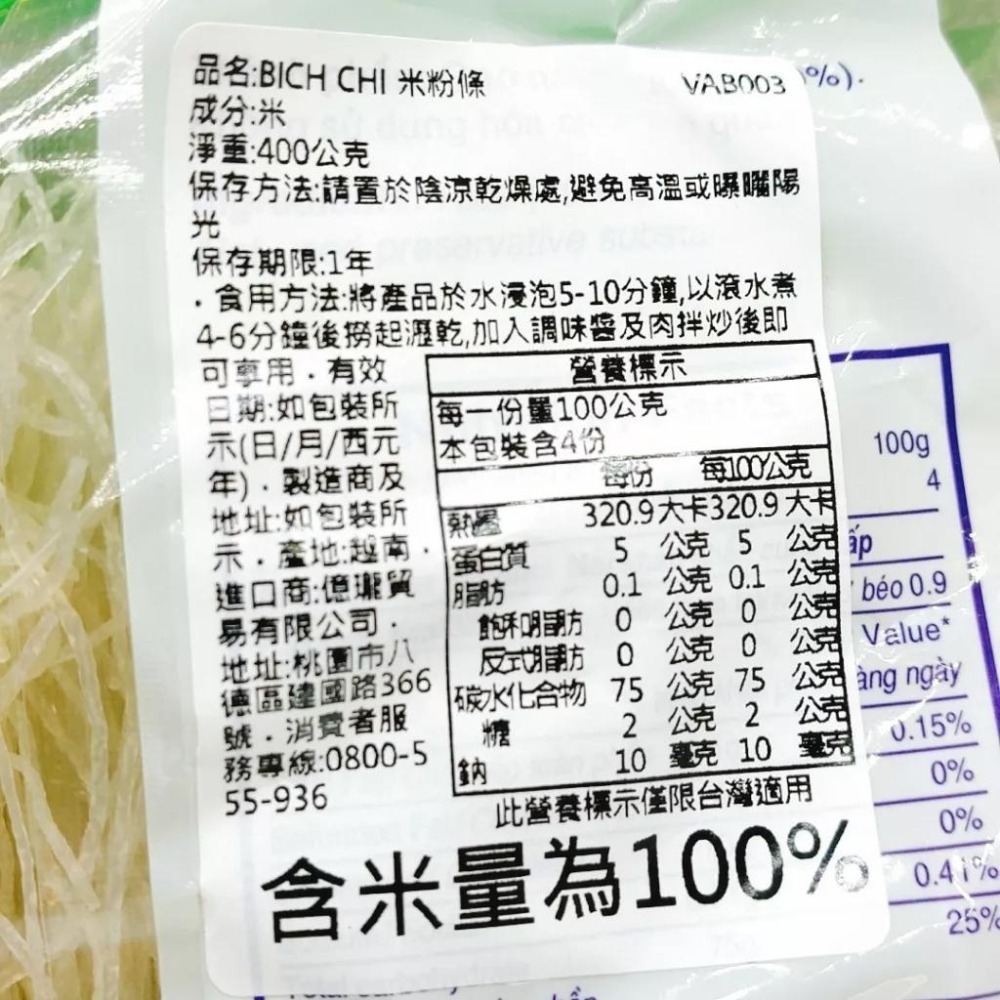 品名:BICH CHI 米粉條 VAB003
成分:米
淨重:400公克
保存方法:請置於陰涼乾燥處,避免高溫或曝曬陽
光
保存期限:1年
．食用方法:將產品於水浸泡5-10分鐘,以滾水煮
4-6分鐘後撈起瀝乾,加入調味醬及肉拌炒後即
可享用．有效
日期:如包裝所
示(日/月/西元
年)．製造商及
地址:如包裝所
示．產地:越南．
進口商:億瓏貿
易有限公司．
地址:桃園市八
德區建國路366
號．消費者服
務專線:0800-5
55-936
營養標示
每一份量100公克
本包裝含4份
每份 每100公克
熱量 320.9 大卡 320.9 大卡
蛋白質 5 公克 5 公克
脂肪 0.1 公克 0.1 公克
飽和脂肪 0 公克 0 公克
反式脂肪 0 公克 0 公克
碳水化合物 75 公克 75 公克
糖 2 公克 2 公克
鈉 10 毫克 10 毫克
此營養標示僅限台灣適用
含米量為100%
%).
100g
4
ấp
béo 0.9
Value*
àng ngày
0.15%
0%
0%
0.41%
25%